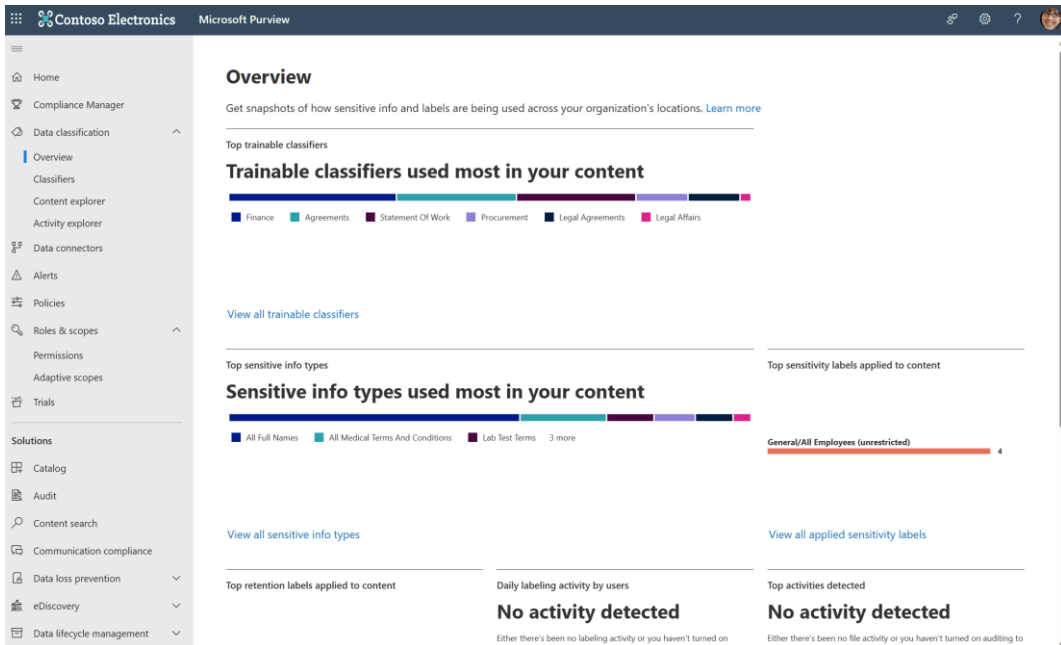 Contoso Electronics
Microsoft Purview
?
Home
Compliance Manager
Data classification
Overview
Classifiers
Content explorer
Activity explorer
Data connectors
Alerts
Policies
Roles & scopes
Permissions
Adaptive scopes
Trials
Solutions
Catalog
Audit
Content search
Communication compliance
Data loss prevention
eDiscovery
Data lifecycle management
Overview
Get snapshots of how sensitive info and labels are being used across your organization's locations. Learn more
Top trainable classifiers
Trainable classifiers used most in your content
Finance Agreements Statement Of Work Procurement Legal Agreements Legal Affairs
View all trainable classifiers
Top sensitive info types
Sensitive info types used most in your content
All Full Names All Medical Terms And Conditions Lab Test Terms 3 more
View all sensitive info types
Top sensitivity labels applied to content
General/All Employees (unrestricted)
4
View all applied sensitivity labels
Top retention labels applied to content
Daily labeling activity by users
No activity detected
Either there's been no labeling activity or you haven't turned on
Top activities detected
No activity detected
Either there's been no file activity or you haven't turned on auditing to